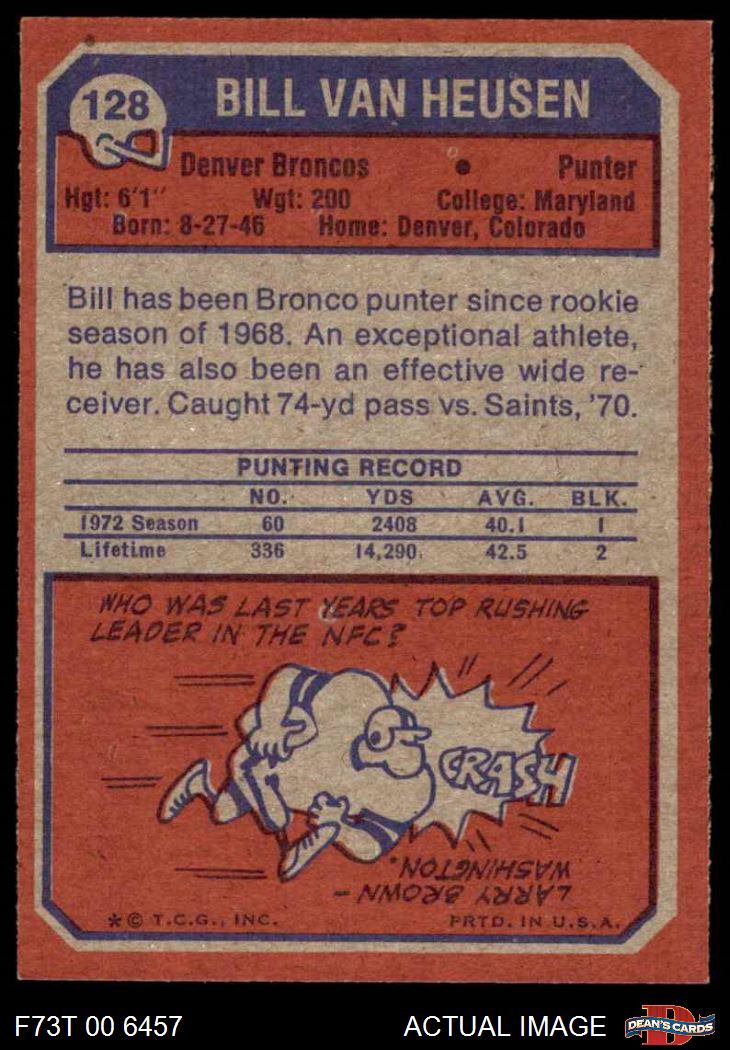 128
BILL VAN HEUSEN
Denver Broncos • Punter
Hgt: 6'1" Wgt: 200 College: Maryland
Born: 8-27-46 Home: Denver, Colorado
Bill has been Bronco punter since rookie
season of 1968. An exceptional athlete,
he has also been an effective wide re-
ceiver. Caught 74-yd pass vs. Saints, '70.
PUNTING RECORD
NO. YDS AVG. BLK.
1972 Season 60 2408 40.1 1
Lifetime 336 14,290 42.5 2
WHO WAS LAST YEARS TOP RUSHING
LEADER IN THE NFC?
CRASH
LARRY BROWN –
WASHINGTON.
* © T.C.G., INC. PRTD. IN U.S.A.
F73T 00 6457 ACTUAL IMAGE
D
DEAN'S CARDS